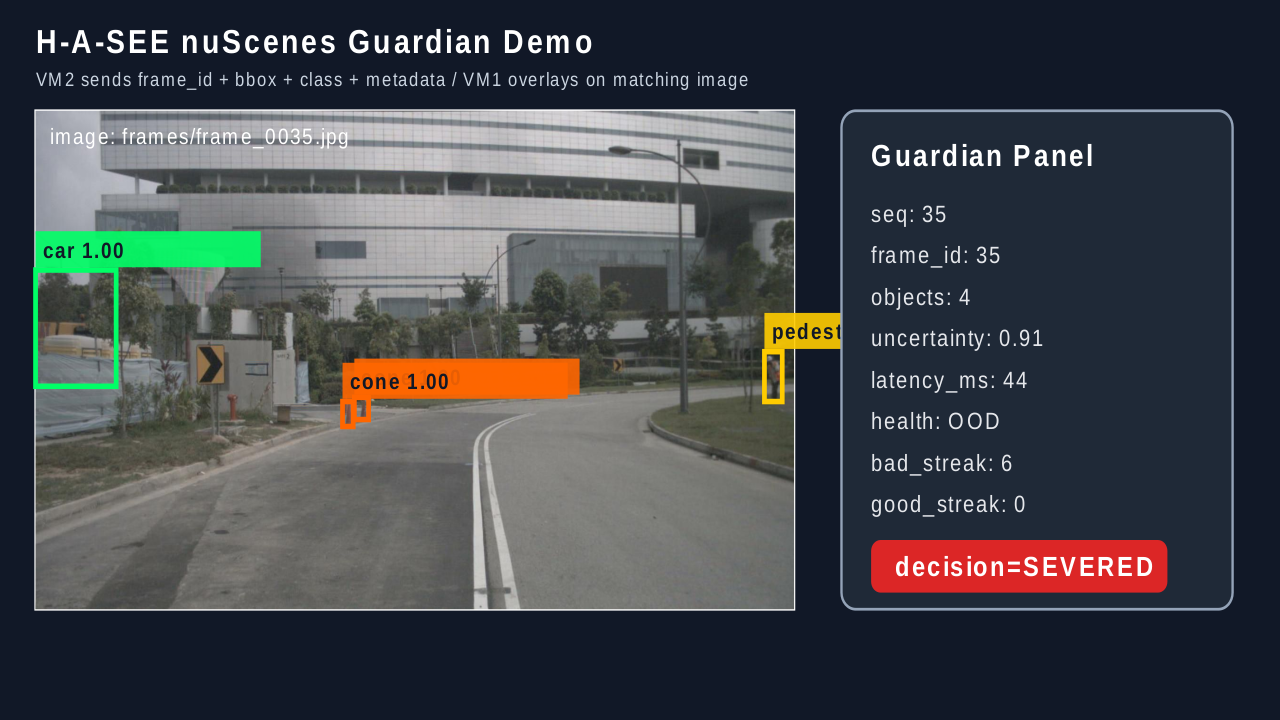 H-A-SEE nuScenes Guardian Demo
VM2 sends frame_id + bbox + class + metadata / VM1 overlays on matching image
image: frames/frame_0035.jpg
car 1.00
cone 1.00
pedest
Guardian Panel
seq: 35
frame_id: 35
objects: 4
uncertainty: 0.91
latency_ms: 44
health: OOD
bad_streak: 6
good_streak: 0
decision=SEVERED